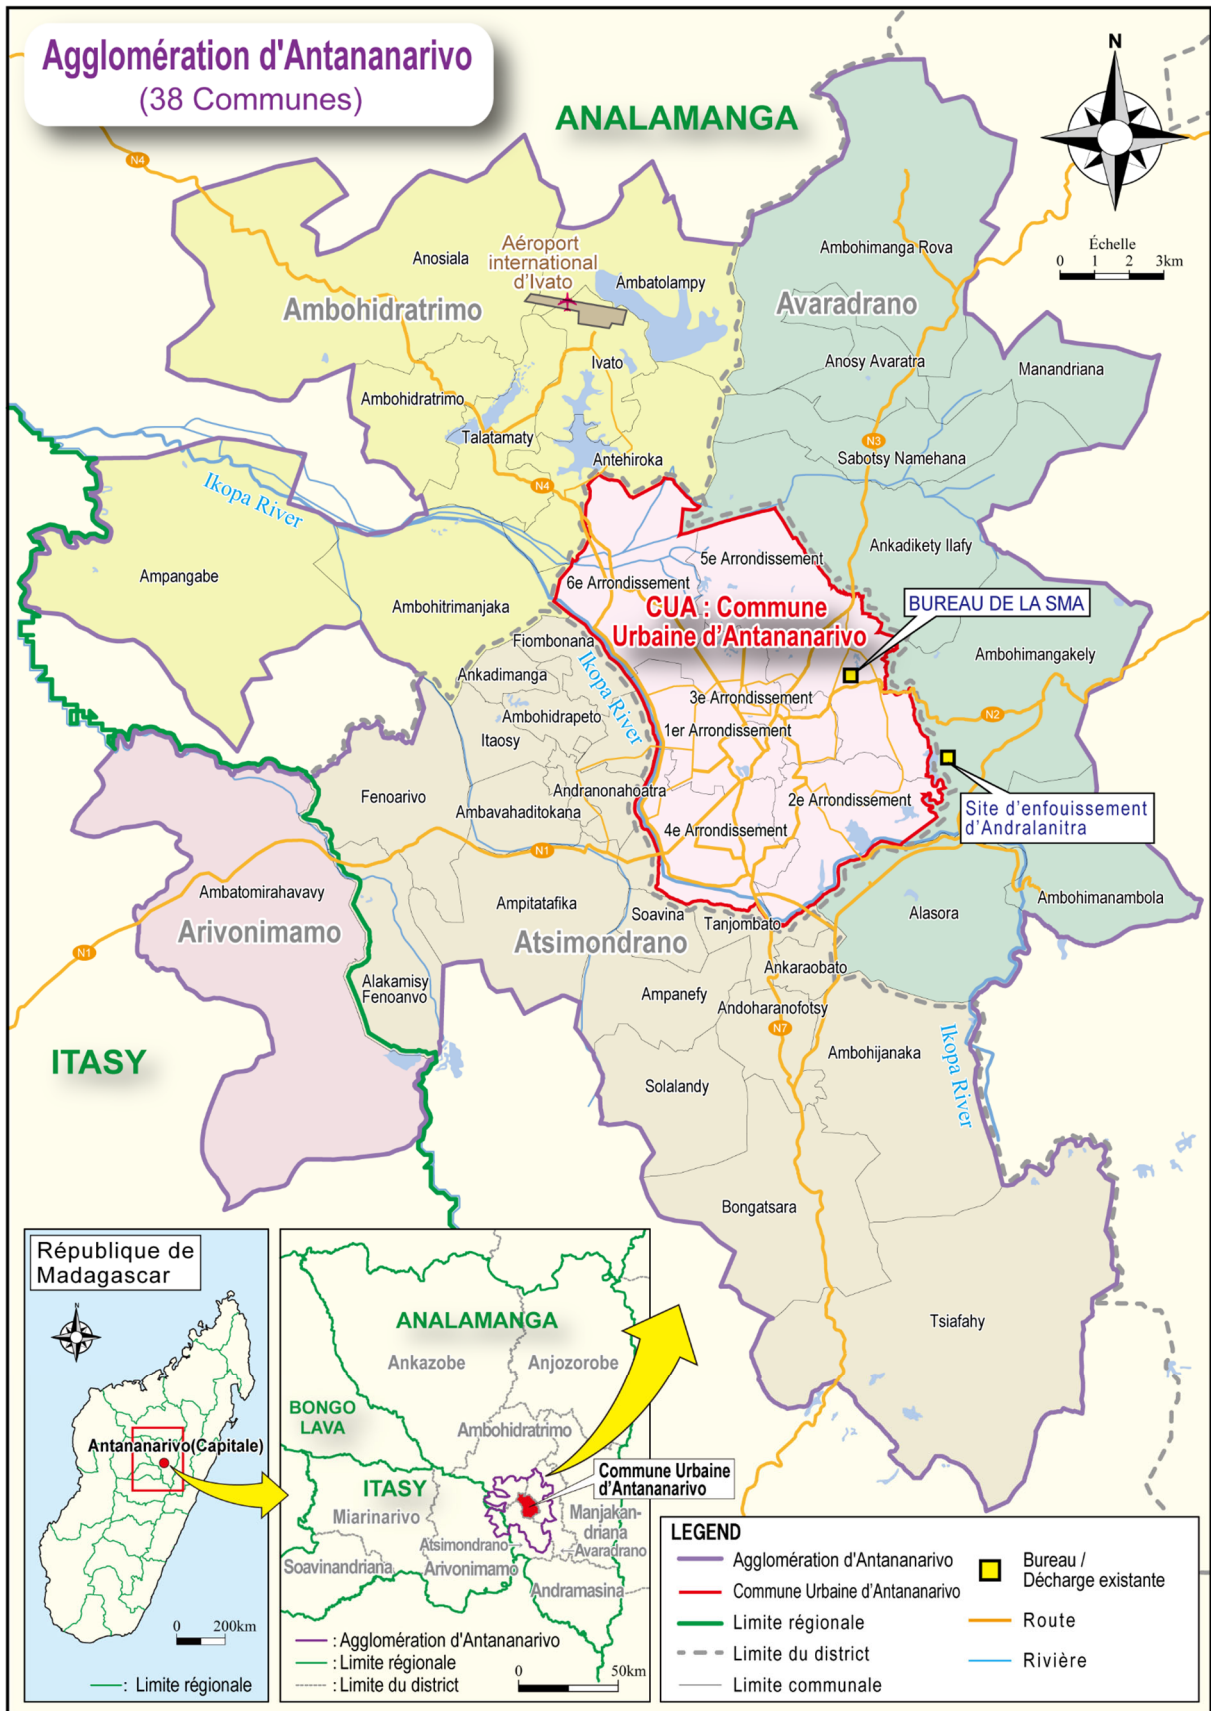 Agglomération d'Antananarivo
(38 Communes)
ANALAMANGA
N
Échelle
0 1 2 3km
N4
Aéroport
international
d'Ivato
Anosiala
Ambatolampy
Ambohidratrimo
Ambohimanga Rova
Avaradrano
Ivato
Anosy Avaratra
Manandriana
Ambohidratrimo
Talatamaty
Antehiroka
N3
Sabotsy Namehana
N4
Ikopa River
Ampangabe
Ambohitrimanjaka
5e Arrondissement
6e Arrondissement
Ankadikety Ilafy
CUA : Commune
Urbaine d'Antananarivo
BUREAU DE LA SMA
Fiombonana
Ikopa River
Ankadimanga
Ambohimangakely
Ambohidrapeto
Itaosy
3e Arrondissement
1er Arrondissement
N2
Fenoarivo
Ambavahaditokana
Andranonahoatra
2e Arrondissement
4e Arrondissement
Site d'enfouissement
d'Andralanitra
N1
Ambatomirahavavy
Arivonimamo
N1
Ampitatafika
Atsimondrano
Soavina
Tanjombato
Alasora
Ambohimanambola
Ankaraobato
Alakamisy
Fenoanvo
Ampanefy
Andoharanofotsy
N7
Ambohijanaka
Ikopa River
ITASY
Solalandy
Bongatsara
Tsiafahy
République de
Madagascar
N
Antananarivo(Capitale)
0 200km
: Limite régionale
ANALAMANGA
Ankazobe
Anjozorobe
BONGO
LAVA
Ambohidratrimo
ITASY
Miarinarivo
Commune Urbaine
d'Antananarivo
Manjakan-
driana
Atsimondrano→
←Avaradrano
Soavinandriana
Arivonimamo
Andramasina
: Agglomération d'Antananarivo
: Limite régionale
: Limite du district
0 50km
LEGEND
Agglomération d'Antananarivo
Commune Urbaine d'Antananarivo
Limite régionale
Limite du district
Limite communale
Bureau /
Décharge existante
Route
Rivière